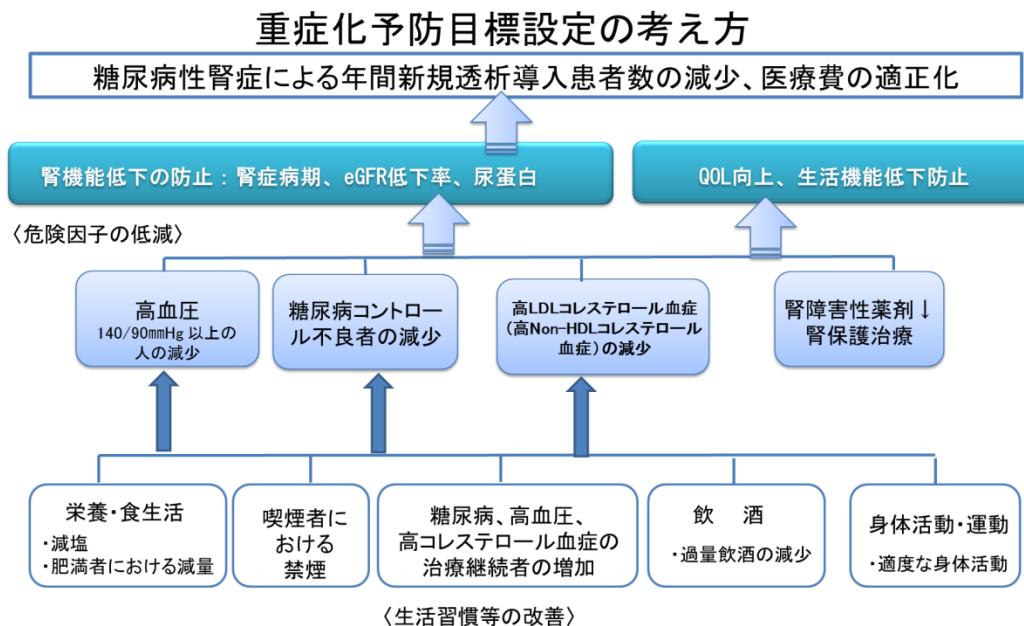 重症化予防目標設定の考え方
糖尿病性腎症による年間新規透析導入患者数の減少、医療費の適正化
腎機能低下の防止：腎症病期、eGFR低下率、尿蛋白
QOL向上、生活機能低下防止
〈危険因子の低減〉
高血圧
140/90mmHg以上の
人の減少
糖尿病コントロー
ル不良者の減少
高LDLコレステロール血症
（高Non-HDLコレステロール
血症）の減少
腎障害性薬剤↓
腎保護治療
栄養・食生活
・減塩
・肥満者における減量
喫煙者に
おける
禁煙
糖尿病、高血圧、
高コレステロール血症の
治療継続者の増加
飲　酒
・過量飲酒の減少
身体活動・運動
・適度な身体活動
〈生活習慣等の改善〉